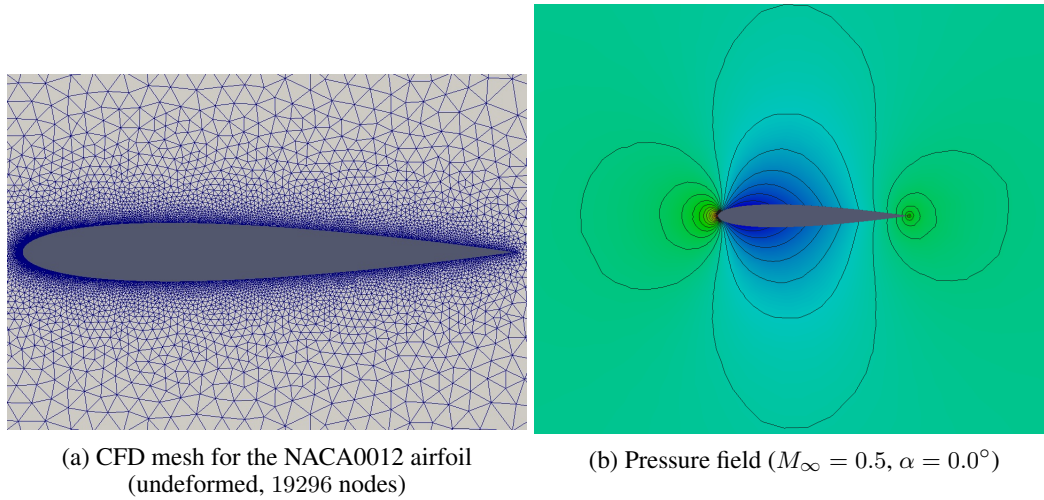 (a) CFD mesh for the NACA0012 airfoil
(undeformed, 19296 nodes)
(b) Pressure field (M∞ = 0.5, α = 0.0°)